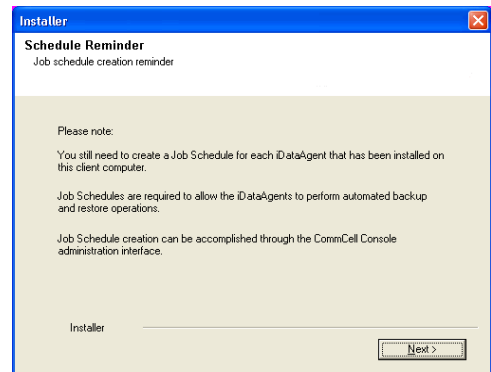 Installer
Schedule Reminder
Job schedule creation reminder
Please note:
You still need to create a Job Schedule for each iDataAgent that has been installed on
this client computer.
Job Schedules are required to allow the iDataAgents to perform automated backup
and restore operations.
Job Schedule creation can be accomplished through the CommCell Console
administration interface.
Installer
Next >